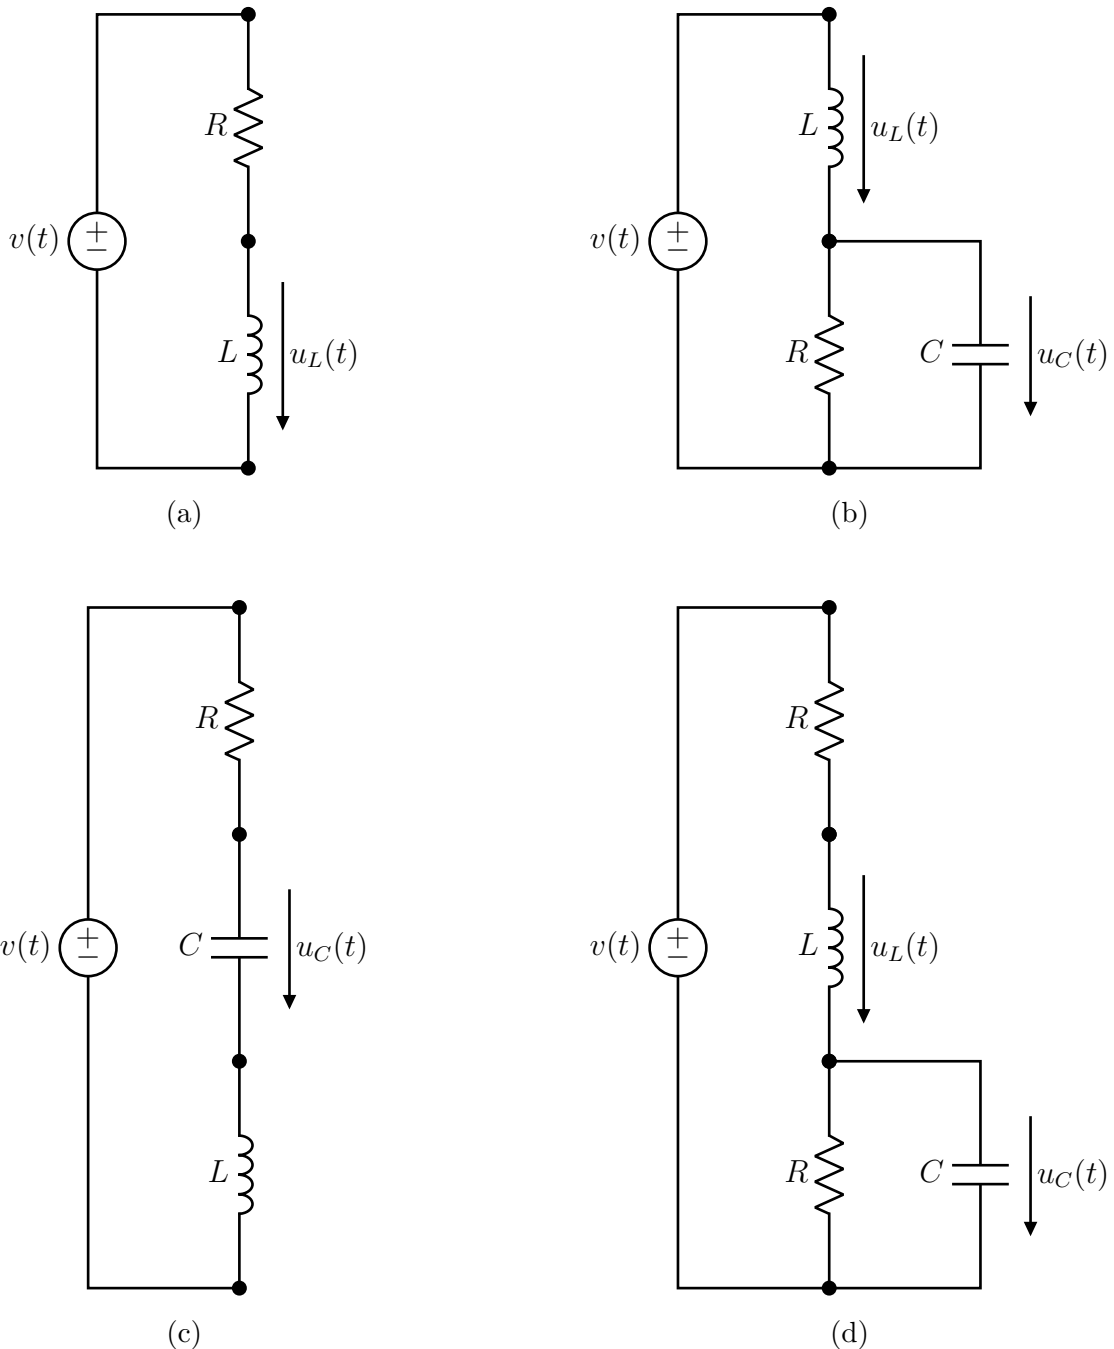 R
v(t)
+
−
L
u_L(t)
(a)
L
u_L(t)
v(t)
+
−
R
C
u_C(t)
(b)
R
v(t)
+
−
C
u_C(t)
L
(c)
R
v(t)
+
−
L
u_L(t)
R
C
u_C(t)
(d)